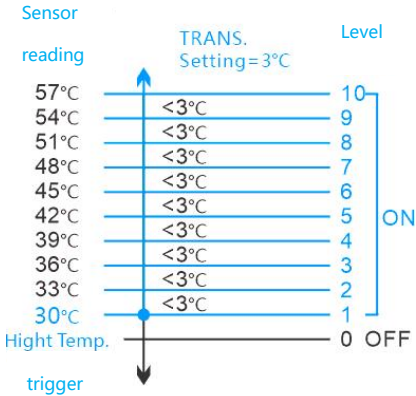 Sensor
reading
TRANS.
Setting=3°C
Level
57°C 10
<3°C
54°C 9
<3°C
51°C 8
<3°C
48°C 7
<3°C
45°C 6
<3°C
42°C 5 ON
<3°C
39°C 4
<3°C
36°C 3
<3°C
33°C 2
<3°C
30°C 1
Hight Temp. 0 OFF
trigger